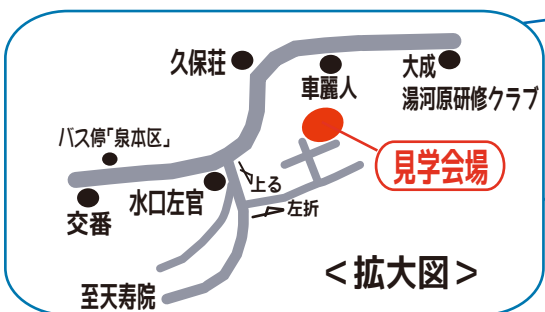 久保荘
車麗人
大成
湯河原研修クラブ
バス停「泉本区」
見学会場
上る
水口左官
左折
交番
＜拡大図＞
至天寿院